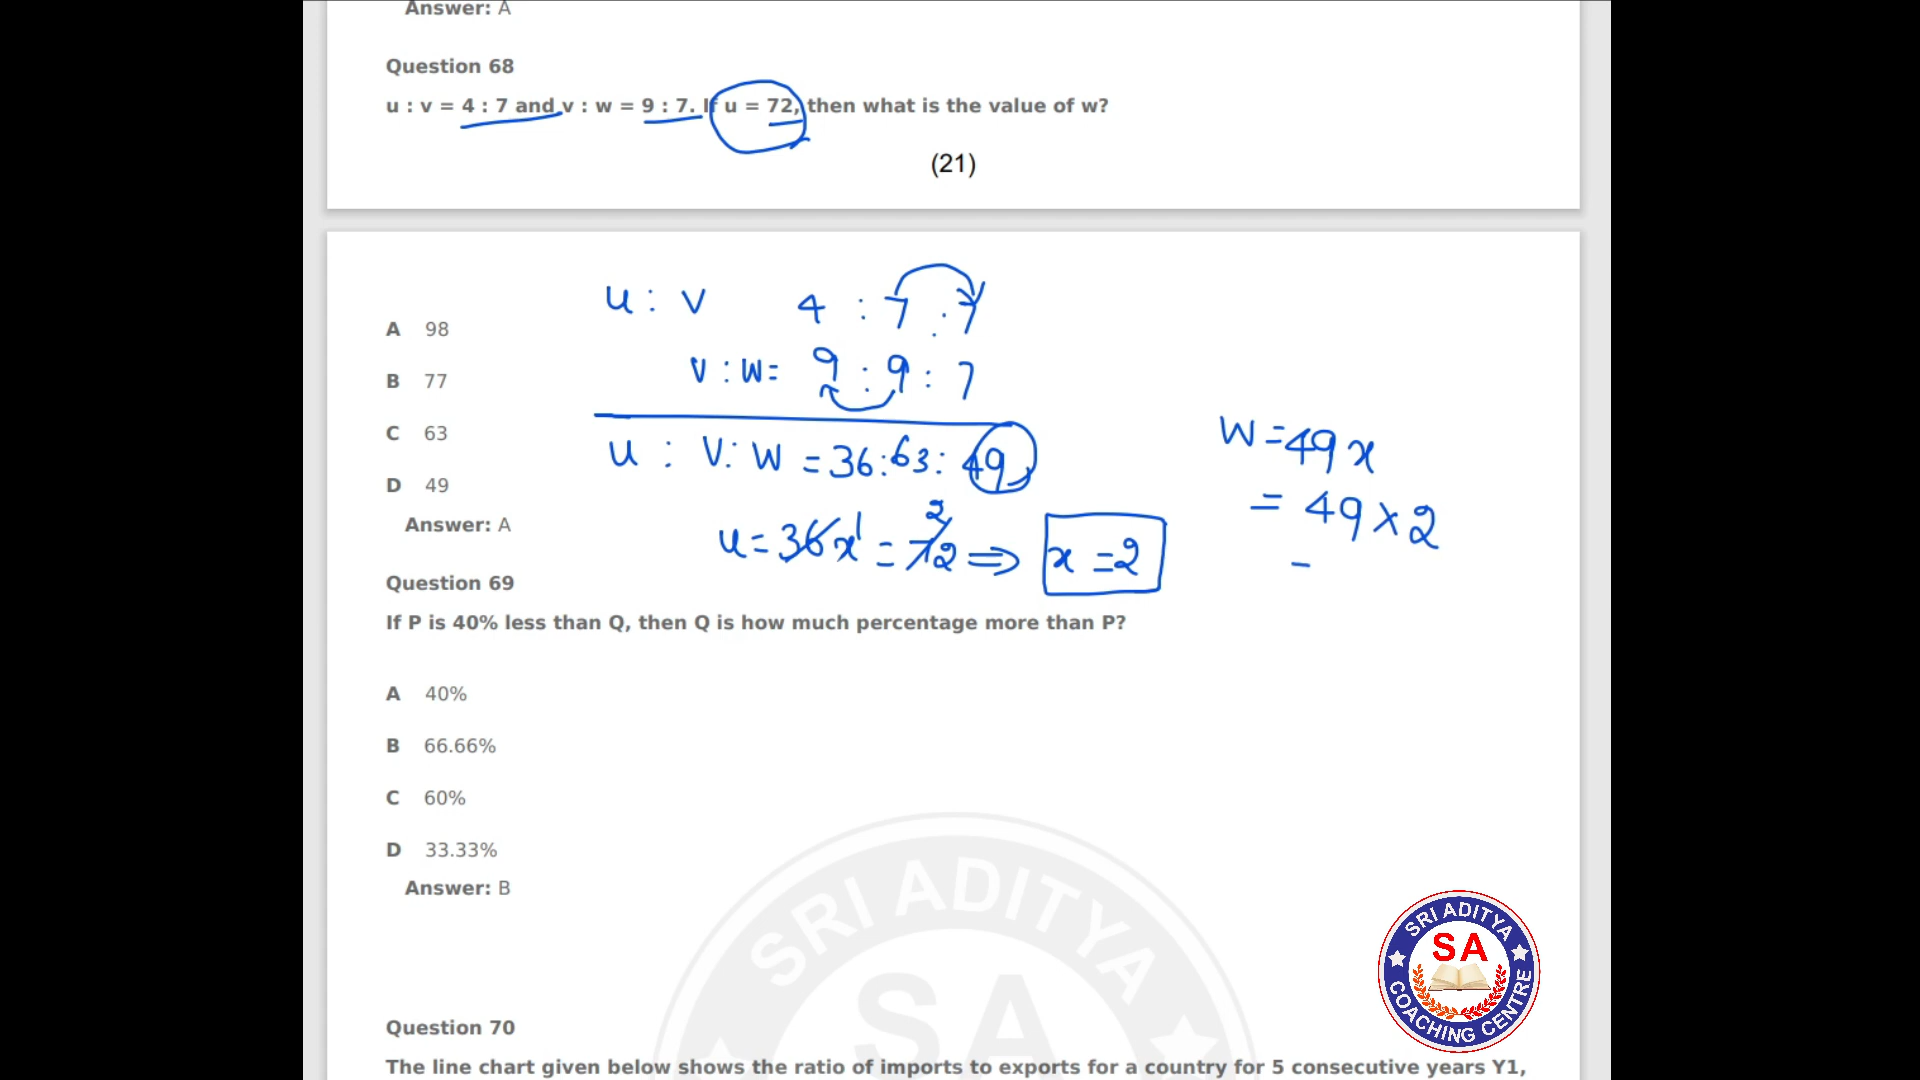 Answer: A
Question 68
u : v = 4 : 7 and v : w = 9 : 7. If u = 72, then what is the value of w?
(21)
u : v 4 : 7 : 7
A 98
v : w = 9 : 9 : 7
B 77
C 63
u : v : w = 36 : 63 : 49
w = 49x
D 49
= 49 × 2
Answer: A
2
u = 36x = 72 ⇒ x = 2
=
Question 69
If P is 40% less than Q, then Q is how much percentage more than P?
A 40%
B 66.66%
C 60%
D 33.33%
Answer: B
SRI ADITYA
SA
SRI ADITYA
SA
COACHING CENTRE
Question 70
The line chart given below shows the ratio of imports to exports for a country for 5 consecutive years Y1,